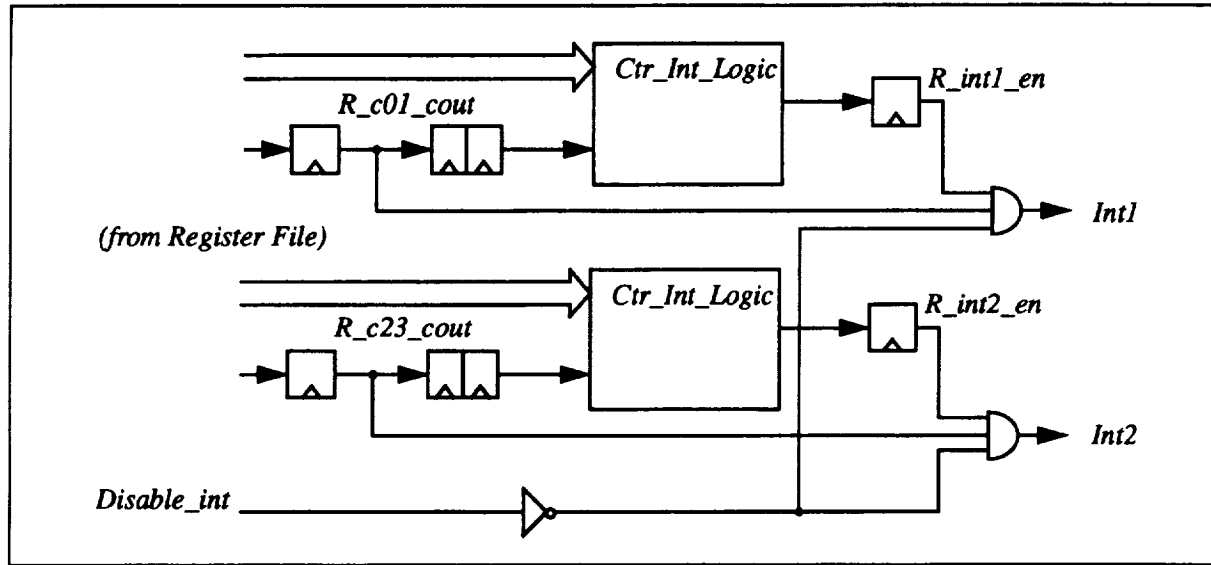 Ctr_Int_Logic
R_int1_en
R_c01_cout
Int1
(from Register File)
Ctr_Int_Logic
R_int2_en
R_c23_cout
Int2
Disable_int